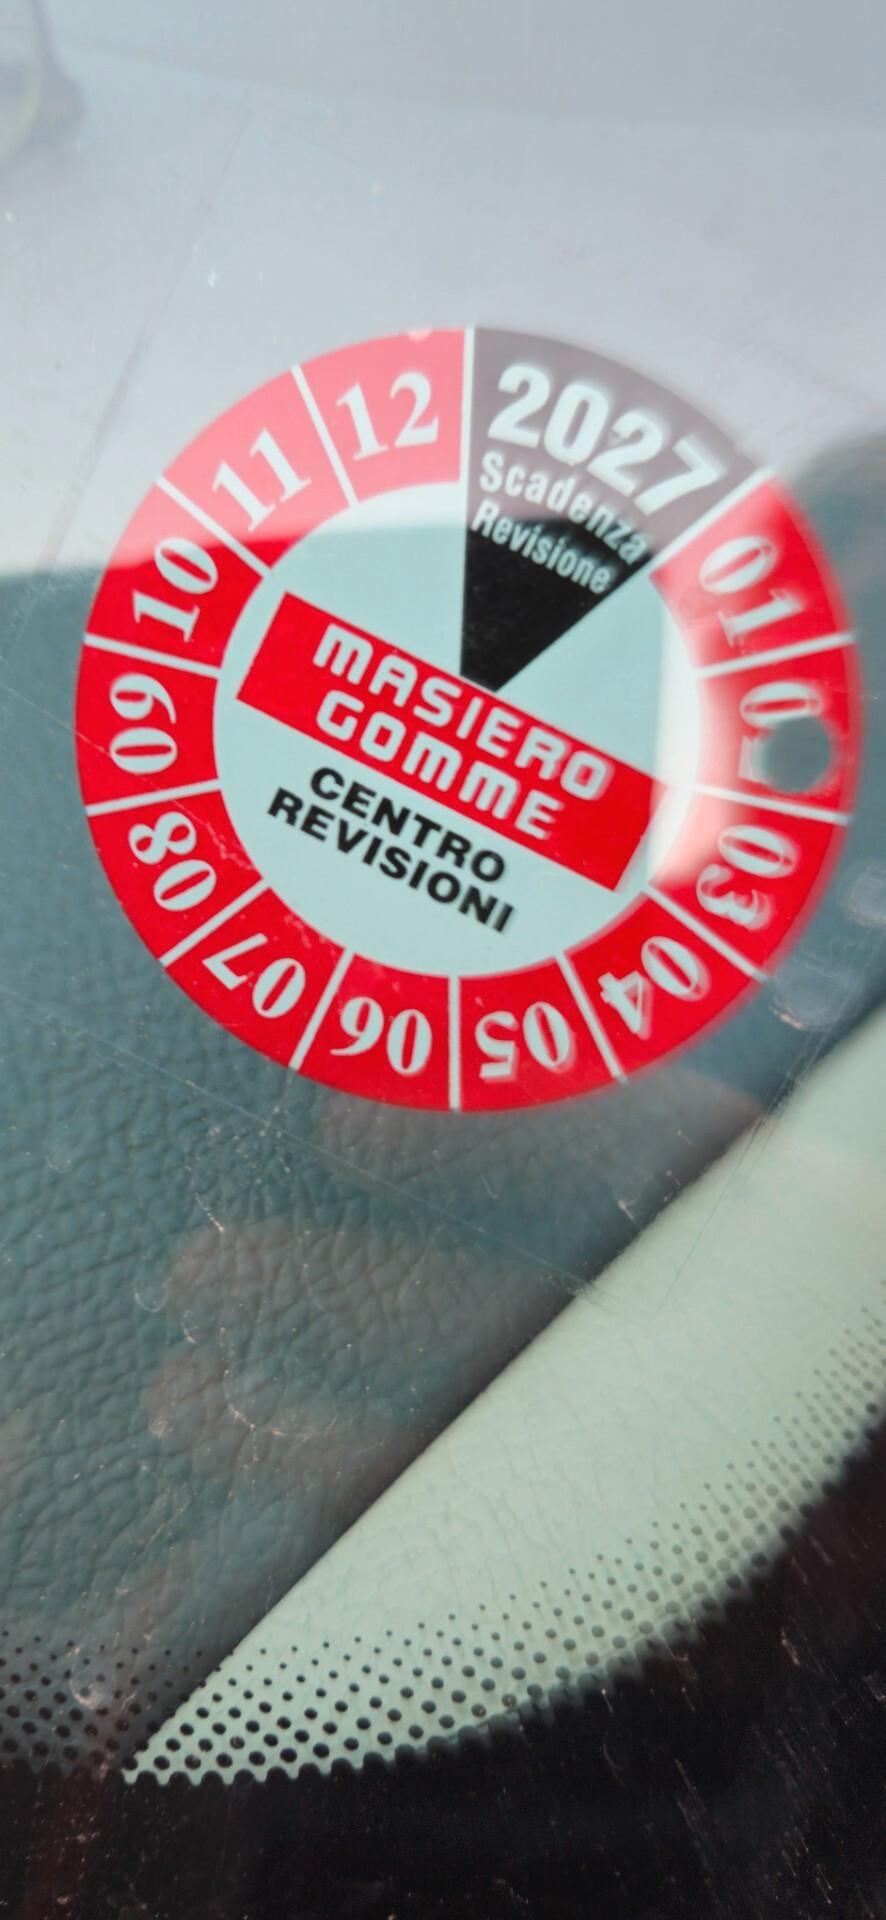 2027
Scadenza
Revisione
01
02
03
04
05
06
07
08
09
10
11
12
MASIERO
GOMME
CENTRO
REVISIONI